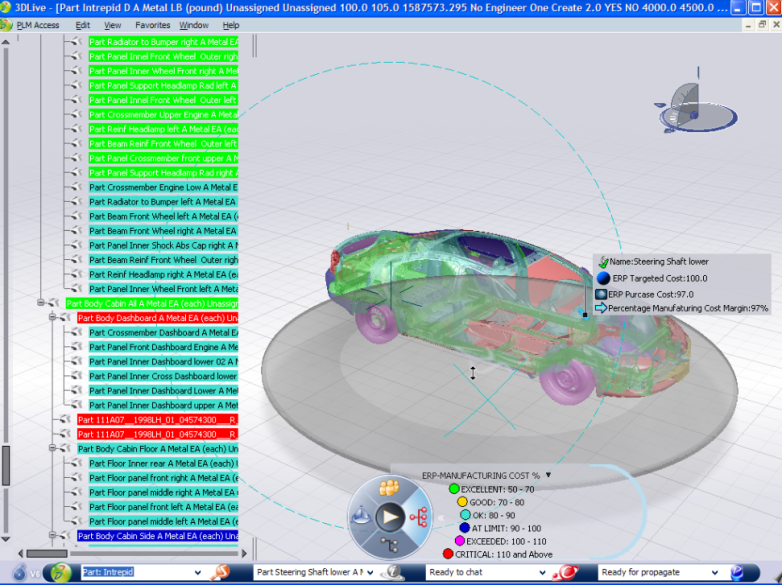 3DLive - [Part Intrepid D A Metal LB (pound) Unassigned Unassigned 100.0 105.0 1587573.295 No Engineer One Create 2.0 YES NO 4000.0 4500.0 ...
PLM Access Edit View Favorities Window Help
Part Radiator to Bumper right A Metal EA
Part Panel Innel Front Wheel Outer righ
Part Inner Wheel Front right A Me
Part Panel Support Headlamp Rad left A
Part Panel Innel Front Wheel Outer left
Part Crossmember Upper Engine A Meta
Part Reinf Headlamp left A Metal EA (ea
Part Beam Reinf Front Wheel Outer left
Part Panel Crossmember front upper A M
Part Panel Support Headlamp Rad right A
Part Crossmember Engine Low A Metal E
Part Radiator to Bumper left A Metal EA
Part Beam Front Wheel left A Metal EA (
Part Beam Front Wheel right A Metal EA
Part Panel Inner Shock Abs Cap right A M
Part Beam Reinf Front Wheel Outer righ
Part Reinf Headlamp right A Metal EA (e
Part Panel Inner Wheel Front left A Met
Part Body Cabin All A Metal EA (each) Unassigr
Part Body Dashboard A Metal EA (each) Un
Part Crossmember Dashboard A Metal EA
Part Panel Front Dashboard Engine A Me
Part Panel Inner Dashboard lower 02 A M
Part Panel Inner Cross Dashboard lower
Part Panel Inner Dashboard Lower A Met
Part Panel Inner Dashboard upper A Met
Part 111A07__1998LH_01_04574300___R_
Part 111A07__1998LH_01_04574300___R_
Part Body Cabin Floor A Metal EA (each) U
Part Floor Inner rear A Metal EA (each) U
Part Floor panel front right A Metal EA (
Part Floor panel middle right A Metal EA
Part Floor panel front left A Metal EA (ea
Part Floor panel middle left A Metal EA (
Part Body Cabin Side A Metal EA (each) Una
Name:Steering Shaft lower
ERP Targeted Cost:100.0
ERP Purcase Cost:97.0
Percentage Manufaturing Cost Margin:97%
ERP-MANUFACTURING COST %
EXCELLENT: 50 - 70
GOOD: 70 - 80
OK: 80 - 90
AT LIMIT: 90 - 100
EXCEEDED: 100 - 110
CRITICAL: 110 and Above
V6 Part: Intrepid Part Steering Shaft lower A M Ready to chat Ready for propagate